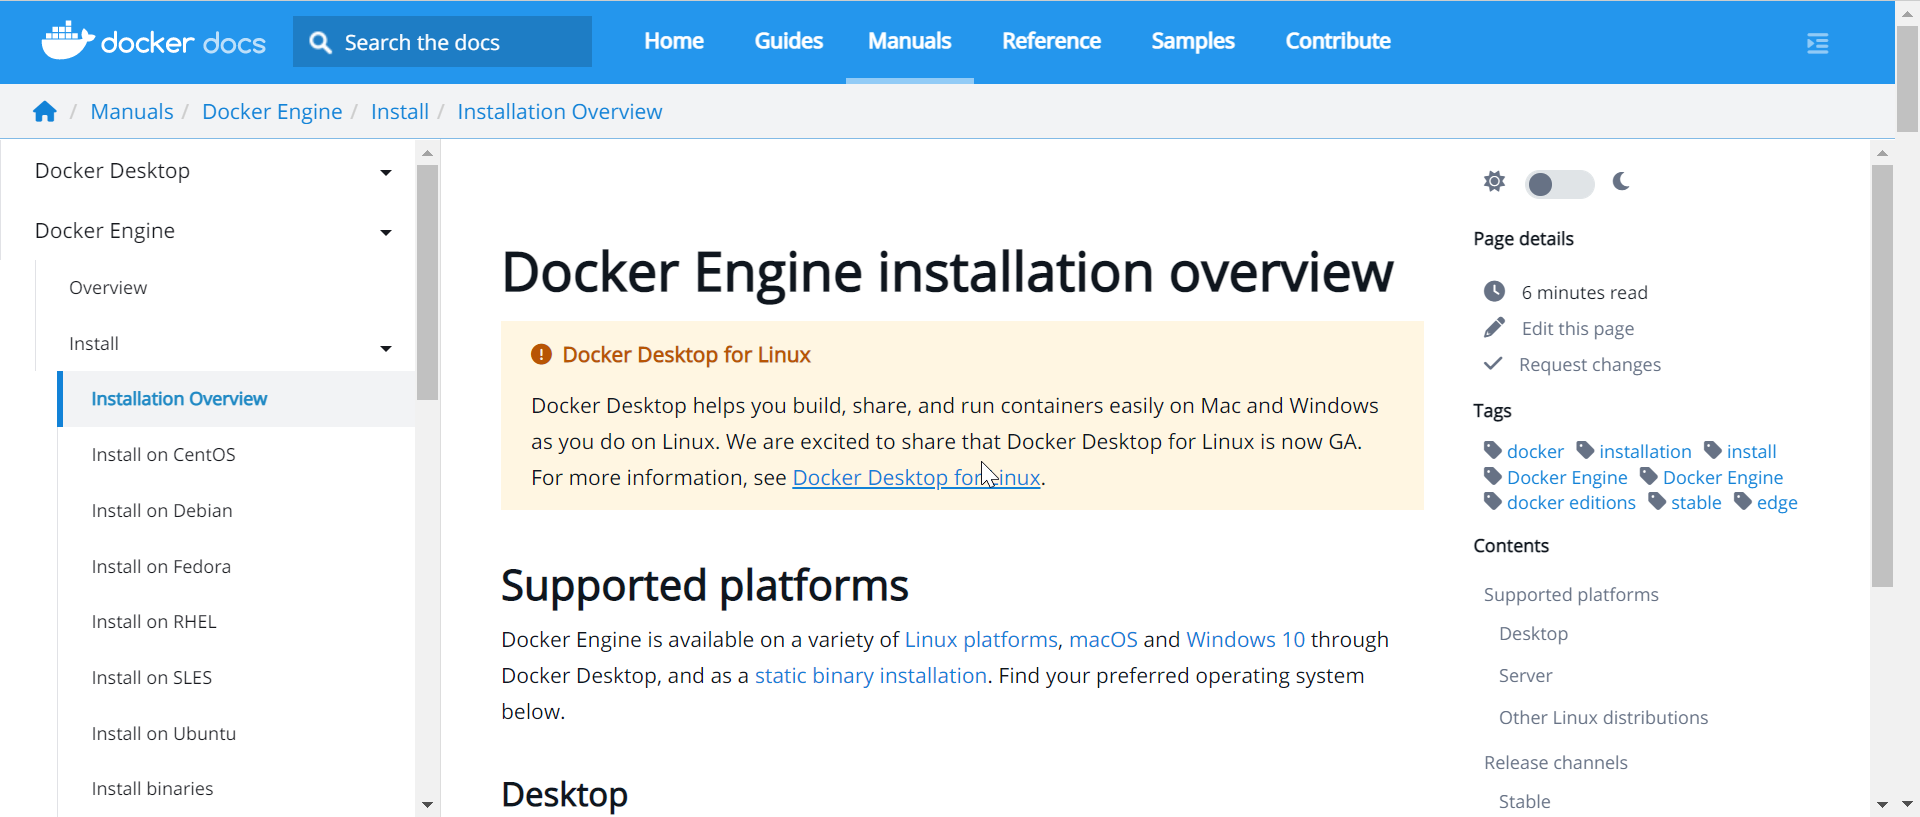 docker docs
Search the docs
Home
Guides
Manuals
Reference
Samples
Contribute
/ Manuals / Docker Engine / Install / Installation Overview
Docker Desktop
Docker Engine
Overview
Install
Installation Overview
Install on CentOS
Install on Debian
Install on Fedora
Install on RHEL
Install on SLES
Install on Ubuntu
Install binaries
Docker Engine installation overview
Docker Desktop for Linux
Docker Desktop helps you build, share, and run containers easily on Mac and Windows
as you do on Linux. We are excited to share that Docker Desktop for Linux is now GA.
For more information, see Docker Desktop for Linux.
Supported platforms
Docker Engine is available on a variety of Linux platforms, macOS and Windows 10 through
Docker Desktop, and as a static binary installation. Find your preferred operating system
below.
Desktop
Page details
6 minutes read
Edit this page
Request changes
Tags
docker installation install
Docker Engine Docker Engine
docker editions stable edge
Contents
Supported platforms
Desktop
Server
Other Linux distributions
Release channels
Stable